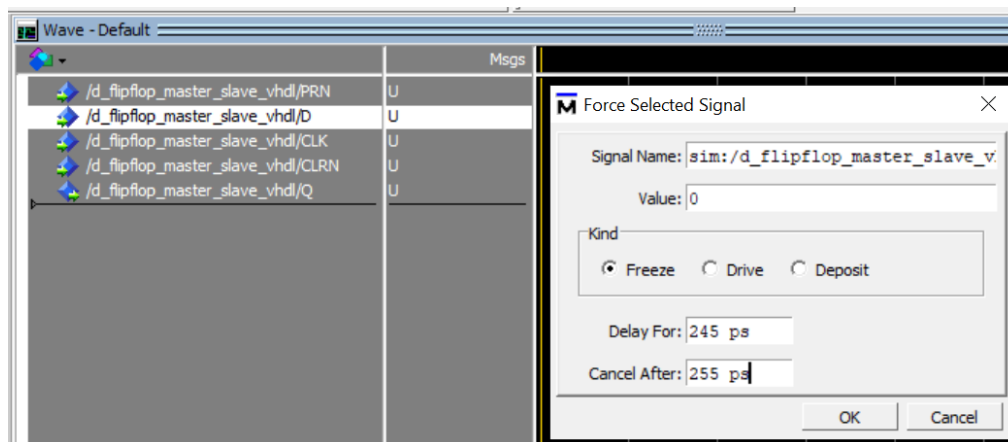 Wave - Default
Msgs
/d_flipflop_master_slave_vhdl/PRN U
/d_flipflop_master_slave_vhdl/D U
/d_flipflop_master_slave_vhdl/CLK U
/d_flipflop_master_slave_vhdl/CLRN U
/d_flipflop_master_slave_vhdl/Q U
M Force Selected Signal
Signal Name: sim:/d_flipflop_master_slave_v
Value: 0
Kind
Freeze Drive Deposit
Delay For: 245 ps
Cancel After: 255 ps
OK Cancel